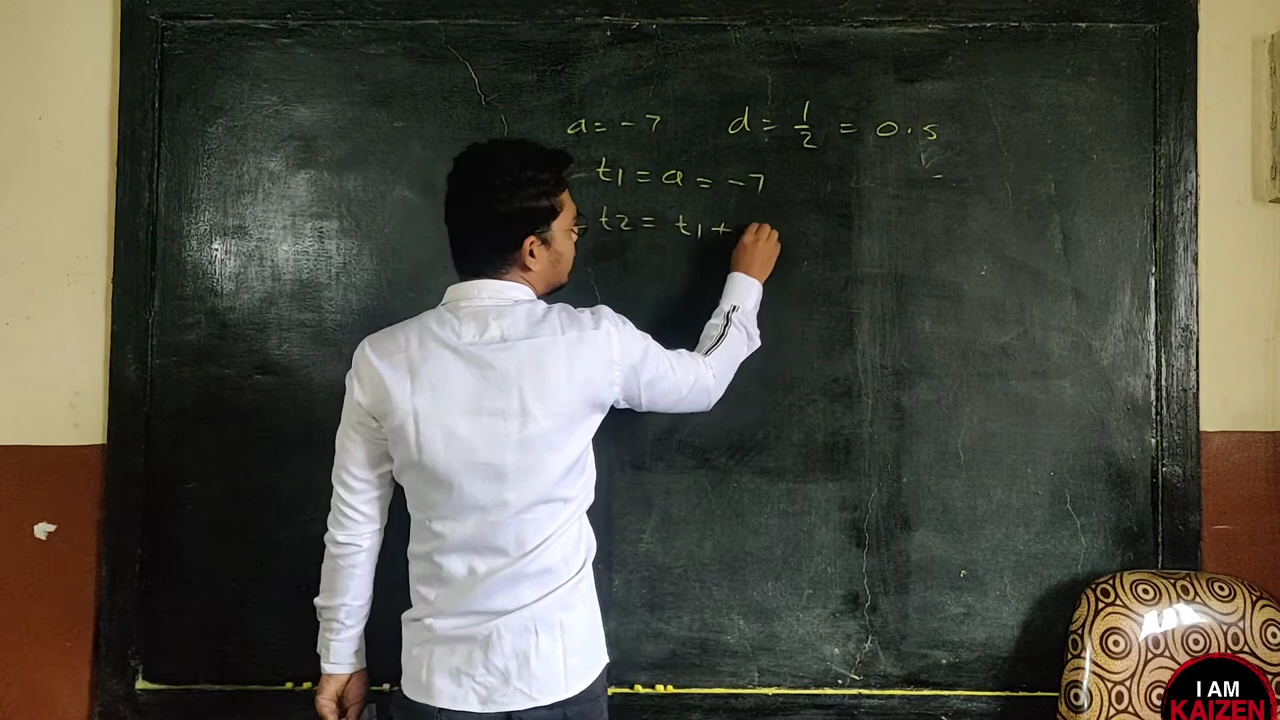 a = -7 d = 1/2 = 0.5
t1 = a = -7
t2 = t1 +
I AM
KAIZEN